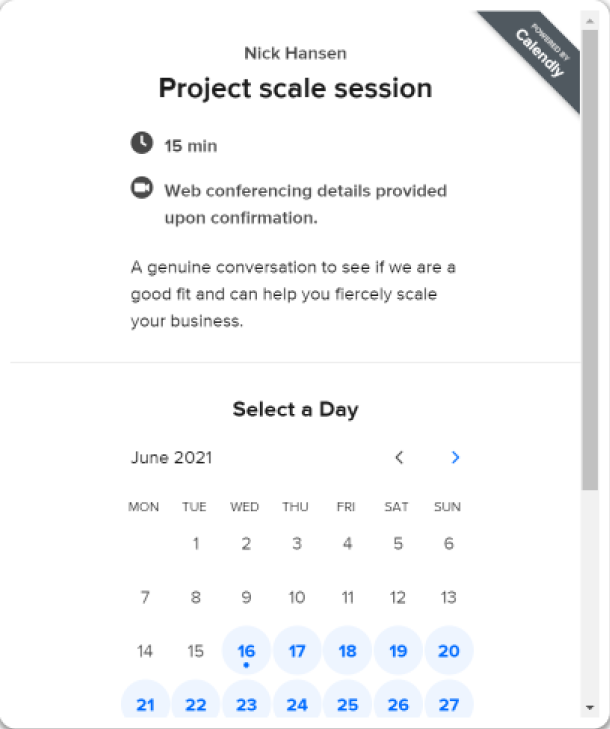 POWERED BY
Calendly
Nick Hansen
Project scale session
15 min
Web conferencing details provided
upon confirmation.
A genuine conversation to see if we are a
good fit and can help you fiercely scale
your business.
Select a Day
June 2021
MON TUE WED THU FRI SAT SUN
1 2 3 4 5 6
7 8 9 10 11 12 13
14 15 16 17 18 19 20
21 22 23 24 25 26 27